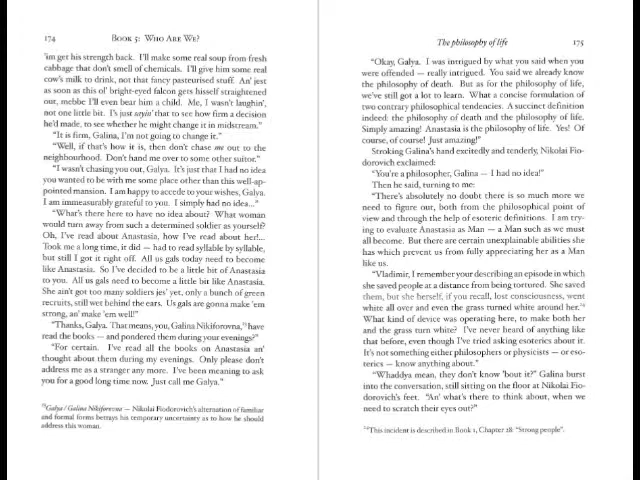 174 Book 5: Who Are We?
'im get his strength back. I'll make some real soup from fresh
cabbage that don't smell of chemicals. I'll give him some real
cow's milk to drink, not that fancy pasteurised stuff. An' jest
as soon as this ol' bright-eyed falcon gets hisself straightened
out, mebbe I'll even bear him a child. Me, I wasn't laughin',
not one little bit. I's just sayin' that to see how firm a decision
he'd made, to see whether he might change it in midstream."
"It is firm, Galina, I'm not going to change it."
"Well, if that's how it is, then don't chase me out to the
neighbourhood. Don't hand me over to some other suitor."
"I wasn't chasing you out, Galya. It's just that I had no idea
you wanted to be with me some place other than this well-ap-
pointed mansion. I am happy to accede to your wishes, Galya.
I am immeasurably grateful to you. I simply had no idea..."
"What's there here to have no idea about? What woman
would turn away from such a determined soldier as yourself?
Oh, I've read about Anastasia, how I've read about her!...
Took me a long time, it did — had to read syllable by syllable,
but still I got it right off. All us gals today need to become
like Anastasia. So I've decided to be a little bit of Anastasia
to you. All us gals need to become a little bit like Anastasia.
She ain't got too many soldiers jes' yet, only a bunch of green
recruits, still wet behind the ears. Us gals are gonna make 'em
strong, an' make 'em well!"
"Thanks, Galya. That means, you, Galina Nikiforovna,²³ have
read the books — and pondered them during your evenings?"
"For certain. I've read all the books on Anastasia an'
thought about them during my evenings. Only please don't
address me as a stranger any more. I've been meaning to ask
you for a good long time now. Just call me Galya."
²³Galya / Galina Nikiforovna — Nikolai Fiodorovich's alternation of familiar
and formal forms betrays his temporary uncertainty as to how he should
address this woman.
The philosophy of life 175
"Okay, Galya. I was intrigued by what you said when you
were offended — really intrigued. You said we already know
the philosophy of death. But as for the philosophy of life,
we've still got a lot to learn. What a concise formulation of
two contrary philosophical tendencies. A succinct definition
indeed: the philosophy of death and the philosophy of life.
Simply amazing! Anastasia is the philosophy of life. Yes! Of
course, of course! Just amazing!"
Stroking Galina's hand excitedly and tenderly, Nikolai Fio-
dorovich exclaimed:
"You're a philosopher, Galina — I had no idea!"
Then he said, turning to me:
"There's absolutely no doubt there is so much more we
need to figure out, both from the philosophical point of
view and through the help of esoteric definitions. I am try-
ing to evaluate Anastasia as Man — a Man such as we must
all become. But there are certain unexplainable abilities she
has which prevent us from fully appreciating her as a Man
like us.
"Vladimir, I remember your describing an episode in which
she saved people at a distance from being tortured. She saved
them, but she herself, if you recall, lost consciousness, went
white all over and even the grass turned white around her.²⁴
What kind of device was operating here, to make both her
and the grass turn white? I've never heard of anything like
that before, even though I've tried asking esoterics about it.
It's not something either philosophers or physicists — or eso-
terics — know anything about."
"Whaddya mean, they don't know 'bout it?" Galina burst
into the conversation, still sitting on the floor at Nikolai Fio-
dorovich's feet. "An' what's there to think about, when we
need to scratch their eyes out?"
²⁴This incident is described in Book 1, Chapter 28: "Strong people".